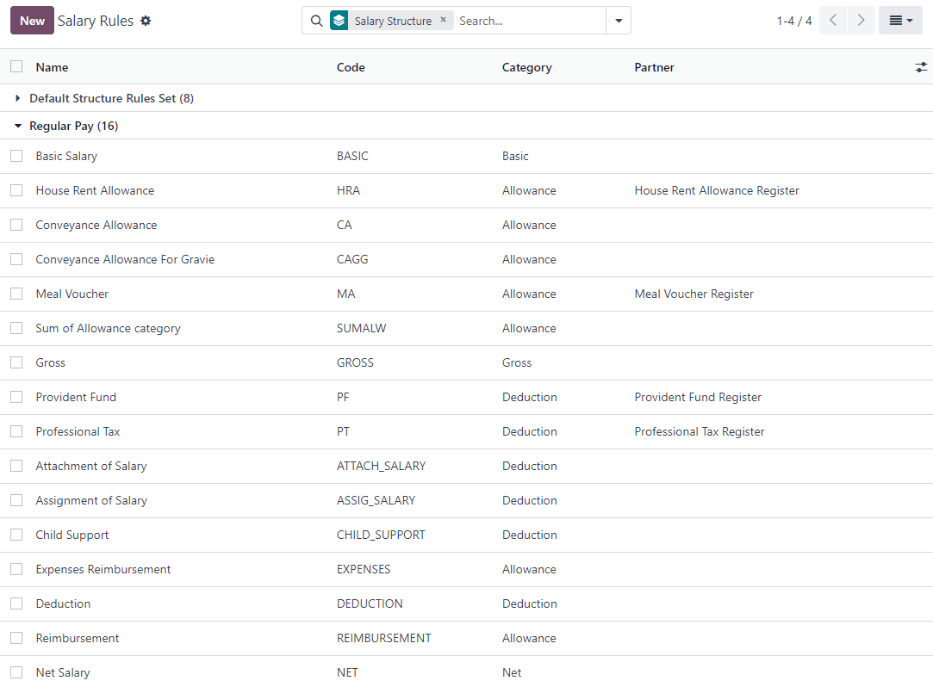 New Salary Rules Salary Structure × Search... 1-4 / 4
Name Code Category Partner
Default Structure Rules Set (8)
Regular Pay (16)
Basic Salary BASIC Basic
House Rent Allowance HRA Allowance House Rent Allowance Register
Conveyance Allowance CA Allowance
Conveyance Allowance For Gravie CAGG Allowance
Meal Voucher MA Allowance Meal Voucher Register
Sum of Allowance category SUMALW Allowance
Gross GROSS Gross
Provident Fund PF Deduction Provident Fund Register
Professional Tax PT Deduction Professional Tax Register
Attachment of Salary ATTACH_SALARY Deduction
Assignment of Salary ASSIG_SALARY Deduction
Child Support CHILD_SUPPORT Deduction
Expenses Reimbursement EXPENSES Allowance
Deduction DEDUCTION Deduction
Reimbursement REIMBURSEMENT Allowance
Net Salary NET Net